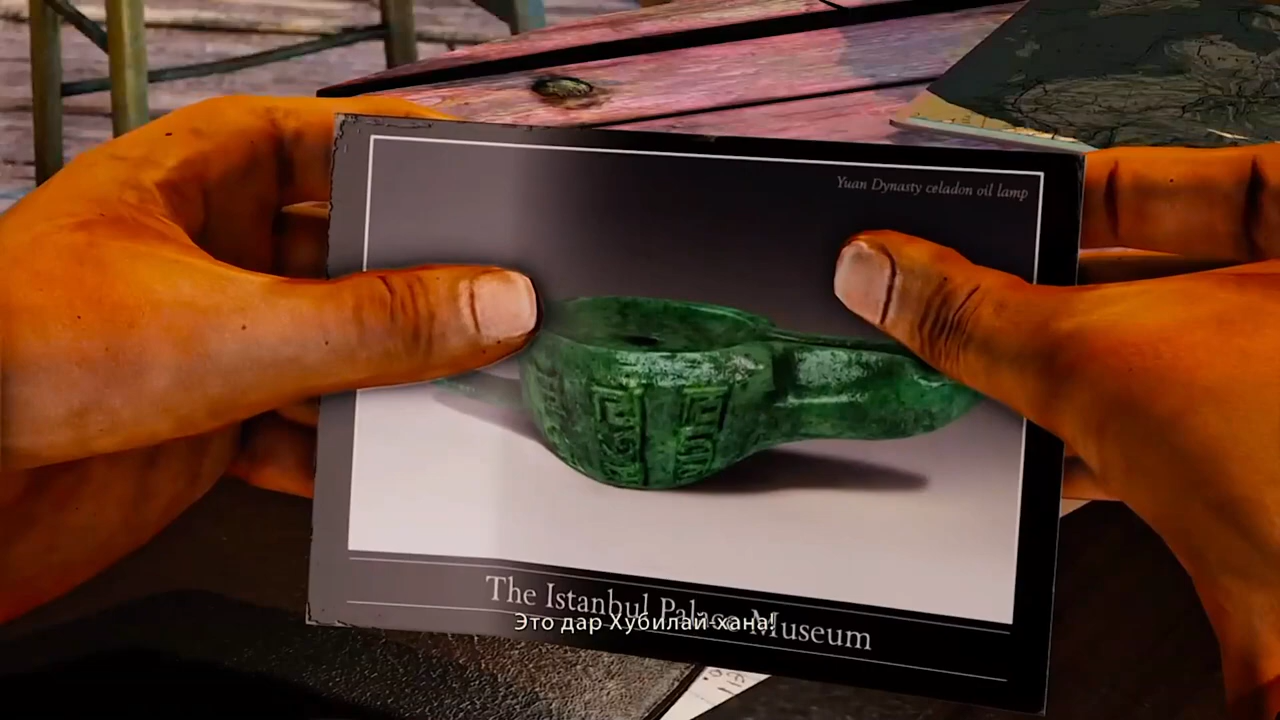 Yuan Dynasty celadon oil lamp
The Istanbul Palace Museum
Это дар Хубилай-хана!